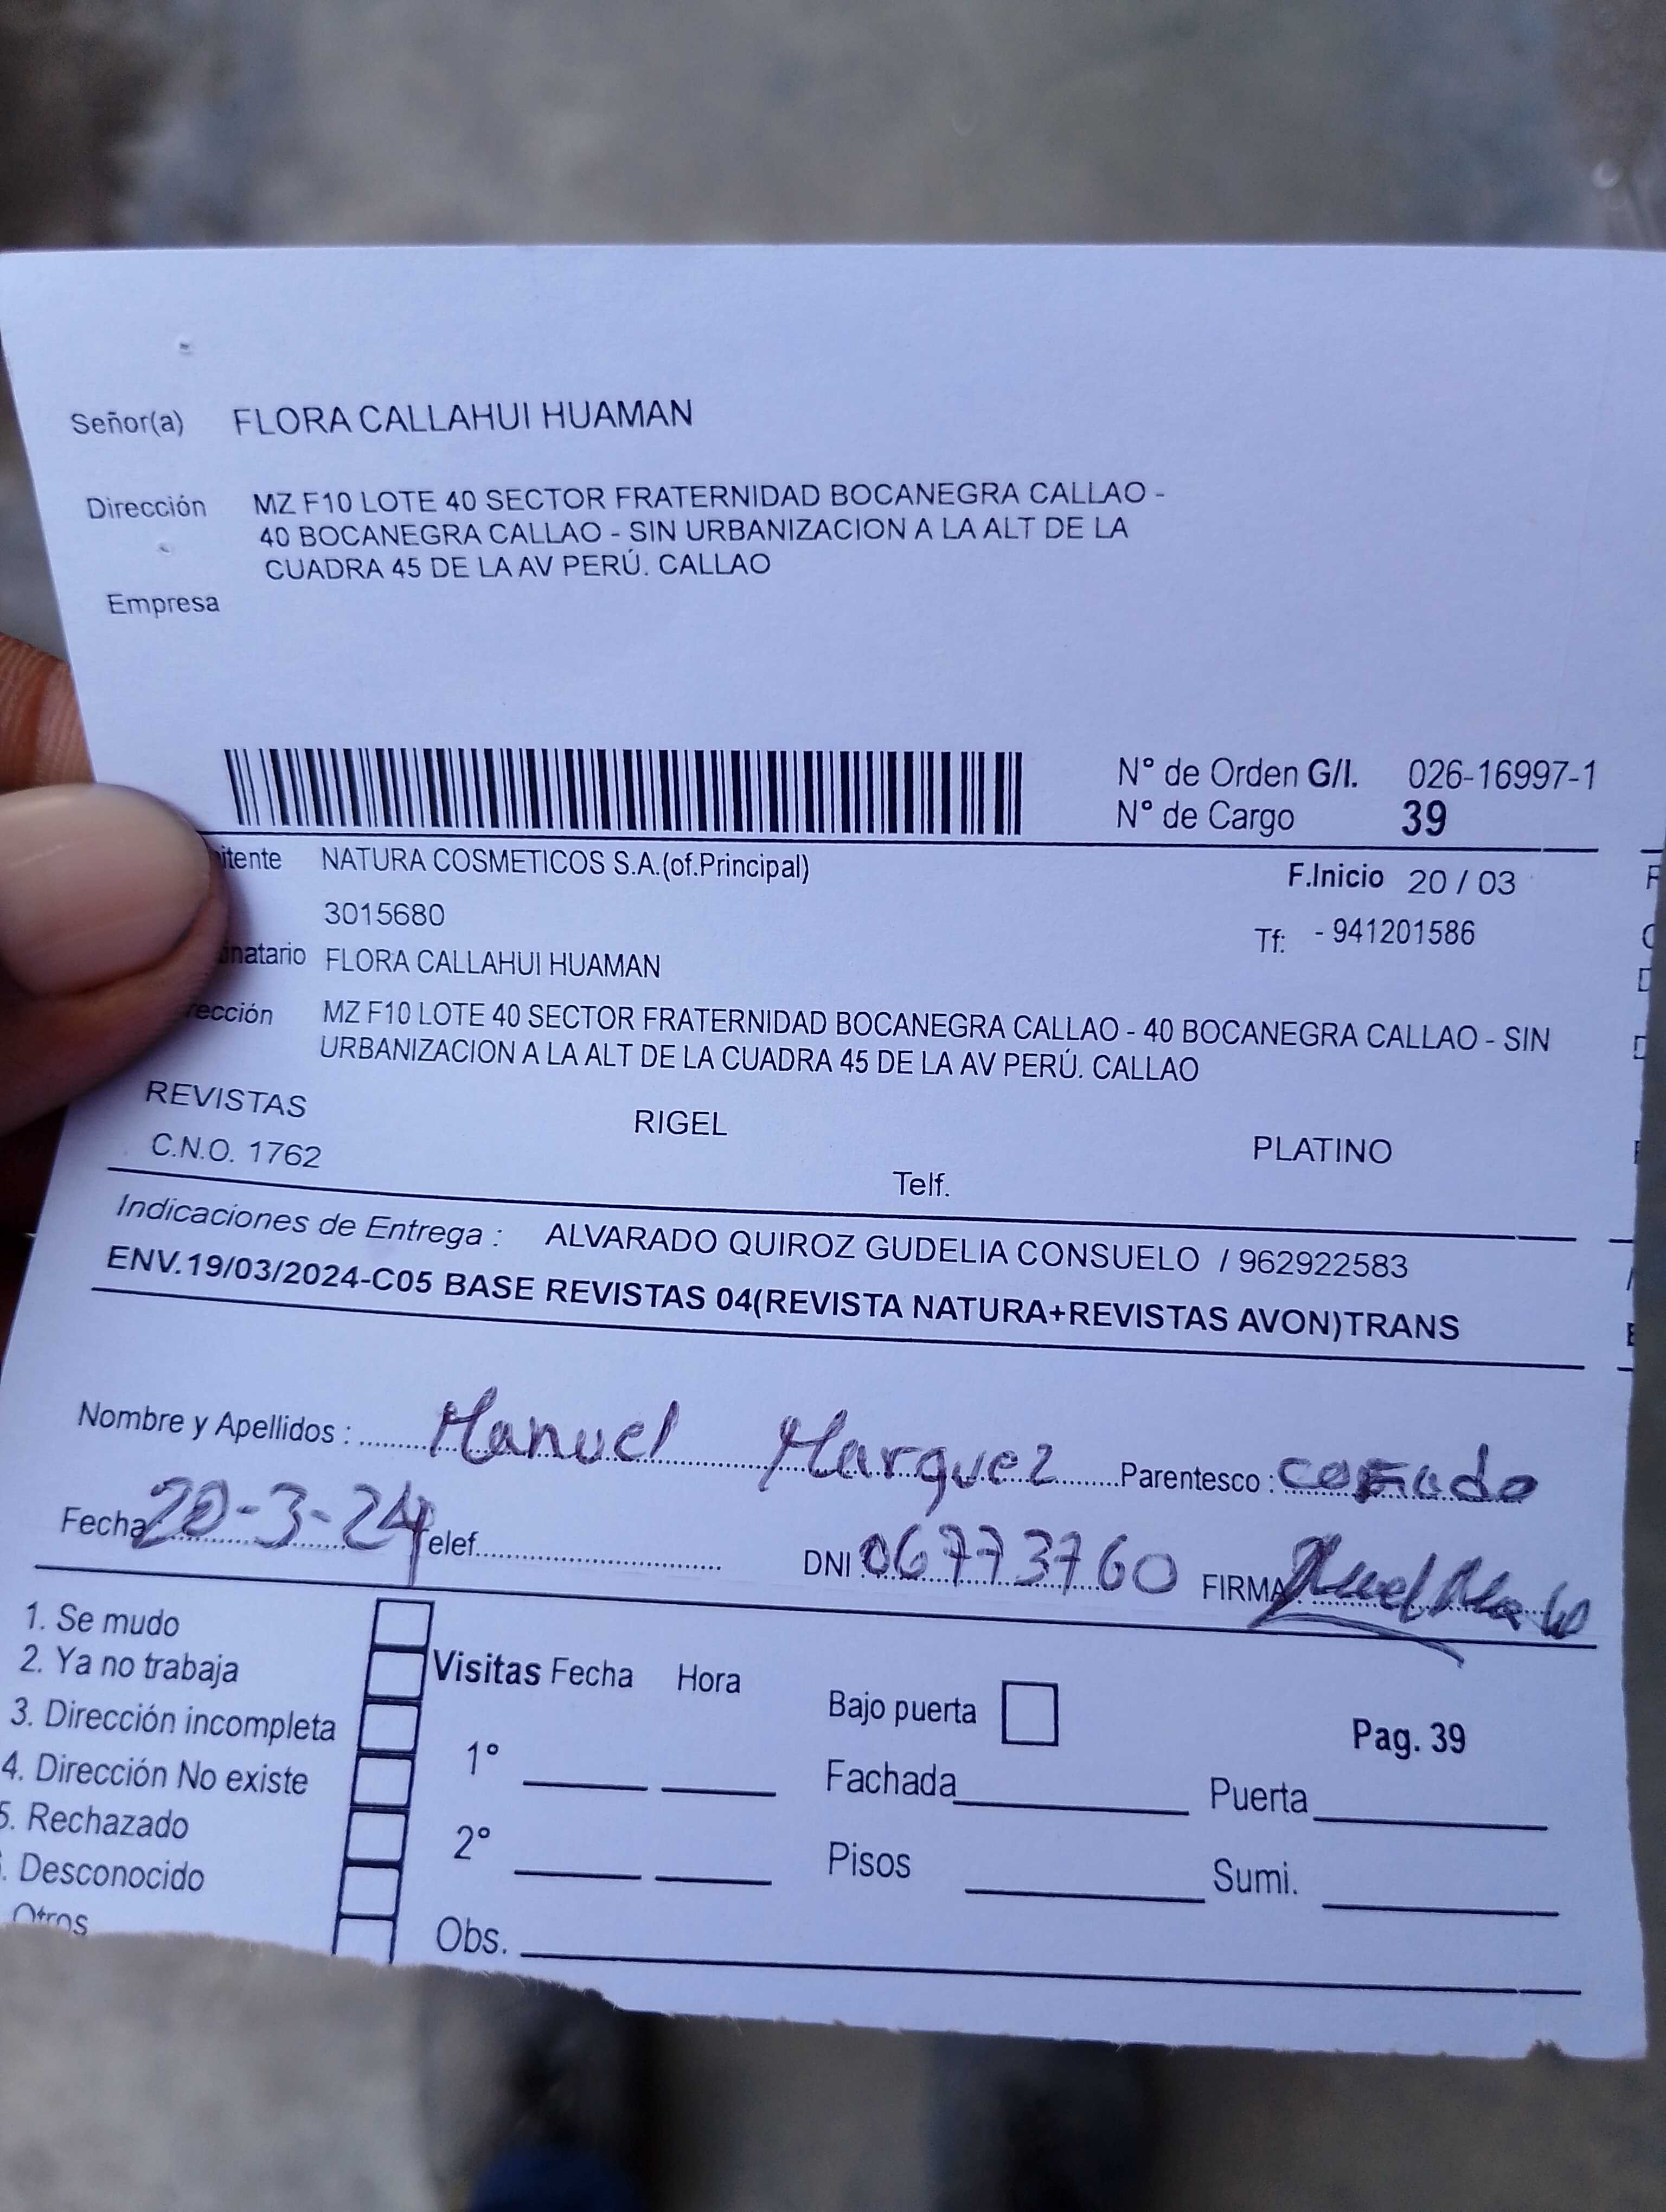 Señor(a) FLORA CALLAHUI HUAMAN
Dirección MZ F10 LOTE 40 SECTOR FRATERNIDAD BOCANEGRA CALLAO -
40 BOCANEGRA CALLAO - SIN URBANIZACION A LA ALT DE LA
CUADRA 45 DE LA AV PERÚ. CALLAO
Empresa
N° de Orden G/I. 026-16997-1
N° de Cargo 39
itente NATURA COSMETICOS S.A.(of.Principal) F.Inicio 20 / 03
3015680 Tf: - 941201586
inatario FLORA CALLAHUI HUAMAN
rección MZ F10 LOTE 40 SECTOR FRATERNIDAD BOCANEGRA CALLAO - 40 BOCANEGRA CALLAO - SIN
URBANIZACION A LA ALT DE LA CUADRA 45 DE LA AV PERÚ. CALLAO
REVISTAS RIGEL PLATINO
C.N.O. 1762 Telf.
Indicaciones de Entrega : ALVARADO QUIROZ GUDELIA CONSUELO / 962922583
ENV.19/03/2024-C05 BASE REVISTAS 04(REVISTA NATURA+REVISTAS AVON)TRANS
Nombre y Apellidos : Manuel Marquez Parentesco :
Fecha 20-3-24 Telef. DNI 06773760 FIRMA
1. Se mudo
2. Ya no trabaja Visitas Fecha Hora Bajo puerta Pag. 39
3. Dirección incompleta
4. Dirección No existe 1° Fachada Puerta
5. Rechazado 2° Pisos Sumi.
. Desconocido
Otros Obs.